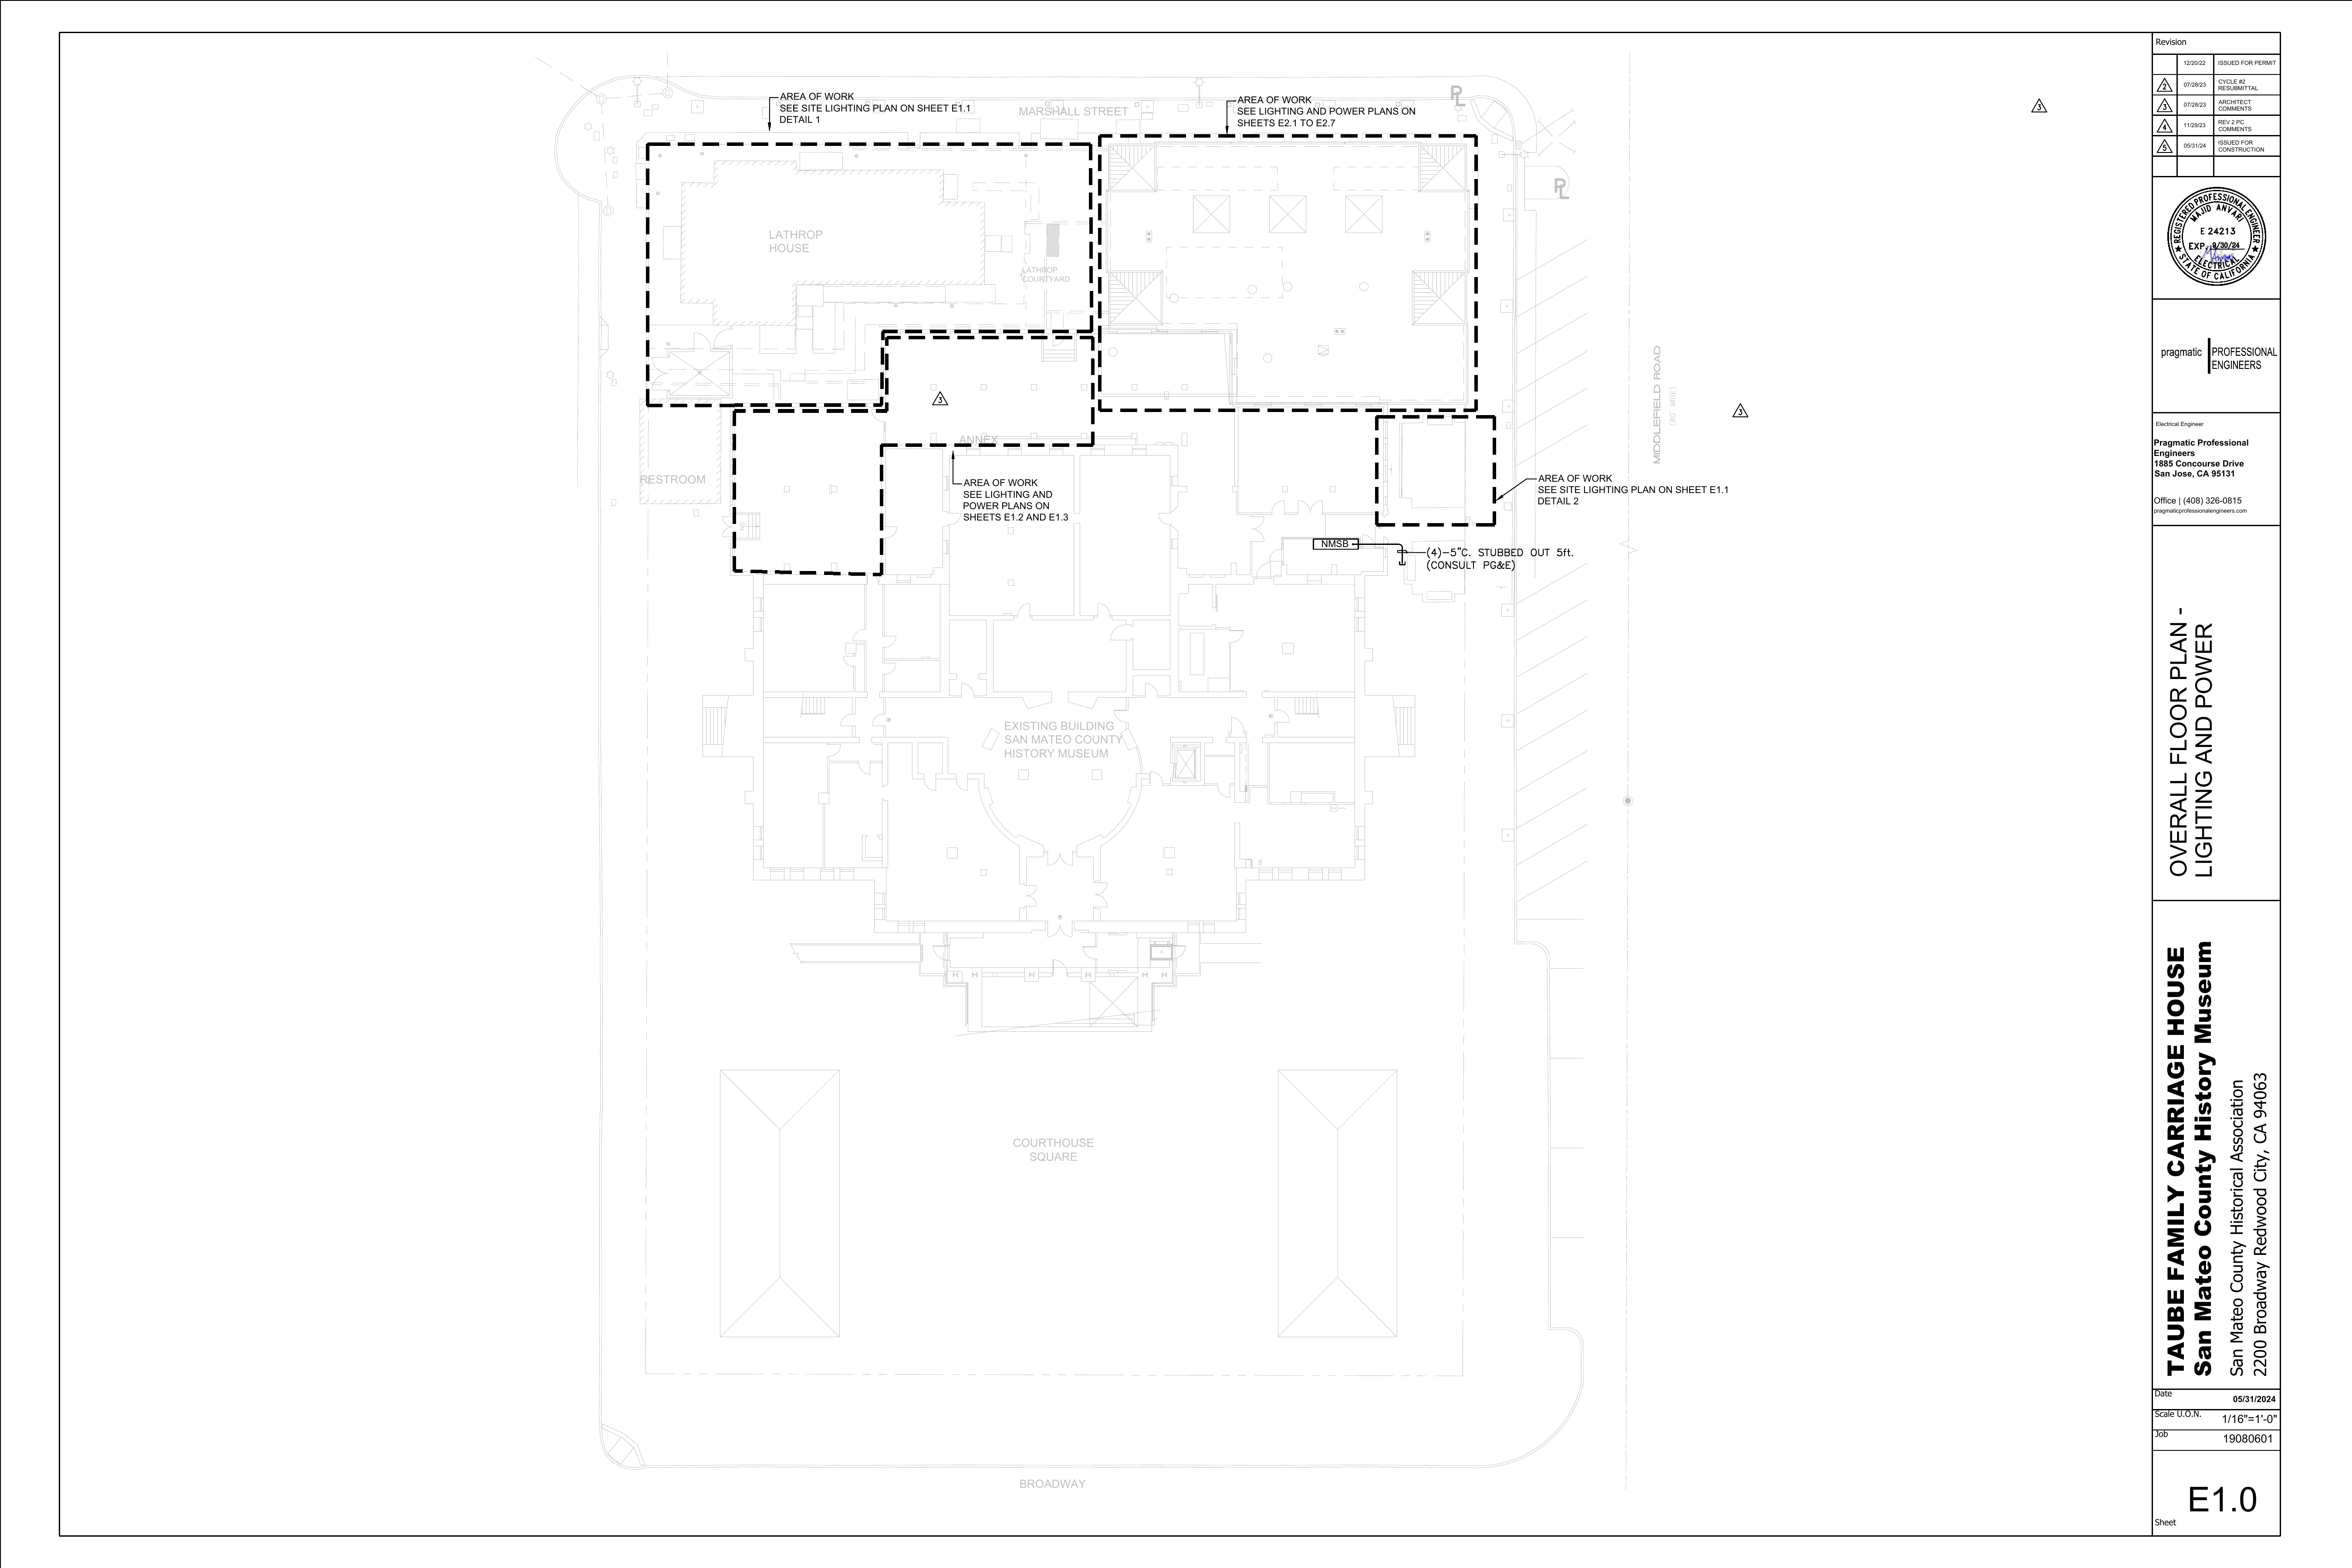 AREA OF WORK
SEE SITE LIGHTING PLAN ON SHEET E1.1
DETAIL 1
MARSHALL STREET
AREA OF WORK
SEE LIGHTING AND POWER PLANS ON
SHEETS E2.1 TO E2.7
PL
PL
LATHROP
HOUSE
LATHROP
COURTYARD
3
3
3
MIDDLEFIELD ROAD
(80' WIDE)
ANNEX
RESTROOM
AREA OF WORK
SEE LIGHTING AND
POWER PLANS ON
SHEETS E1.2 AND E1.3
AREA OF WORK
SEE SITE LIGHTING PLAN ON SHEET E1.1
DETAIL 2
NMSB
(4)-5"C. STUBBED OUT 5ft.
(CONSULT PG&E)
EXISTING BUILDING
SAN MATEO COUNTY
HISTORY MUSEUM
COURTHOUSE
SQUARE
BROADWAY
Revision
12/20/22 ISSUED FOR PERMIT
2 07/28/23 CYCLE #2
RESUBMITTAL
3 07/28/23 ARCHITECT
COMMENTS
4 11/29/23 REV 2 PC
COMMENTS
5 05/31/24 ISSUED FOR
CONSTRUCTION
REGISTERED PROFESSIONAL ENGINEER
MAJID ANVARI
E 24213
EXP. 9/30/24
ELECTRICAL
STATE OF CALIFORNIA
pragmatic PROFESSIONAL
ENGINEERS
Electrical Engineer
Pragmatic Professional
Engineers
1885 Concourse Drive
San Jose, CA 95131
Office | (408) 326-0815
pragmaticprofessionalengineers.com
OVERALL FLOOR PLAN -
LIGHTING AND POWER
TAUBE FAMILY CARRIAGE HOUSE
San Mateo County History Museum
San Mateo County Historical Association
2200 Broadway Redwood City, CA 94063
Date
05/31/2024
Scale U.O.N.
1/16"=1'-0"
Job
19080601
E1.0
Sheet